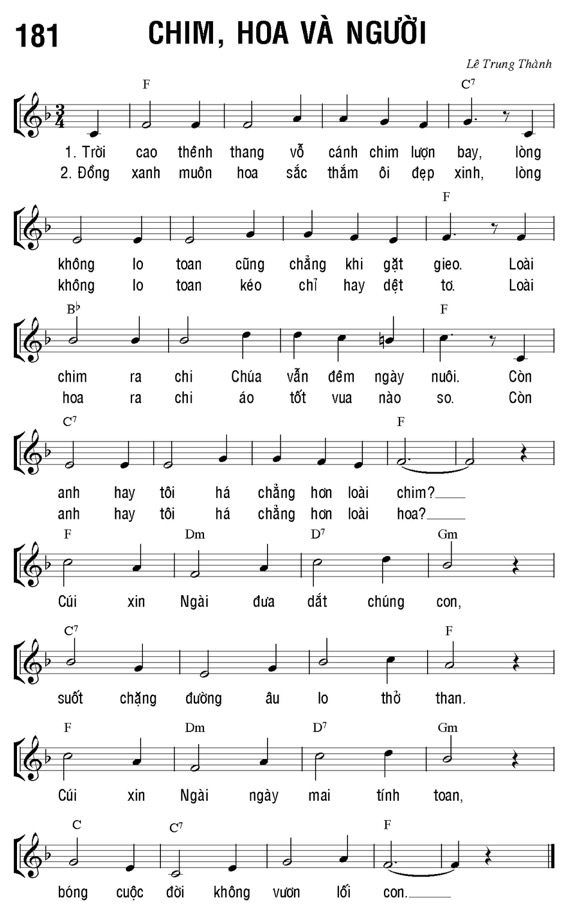 181 CHIM, HOA VÀ NGƯỜI
Lê Trung Thành
F C7
1. Trời cao thênh thang vỗ cánh chim lượn bay, lòng
2. Đồng xanh muôn hoa sắc thắm ôi đẹp xinh, lòng
F
không lo toan cũng chẳng khi gặt gieo. Loài
không lo toan kéo chỉ hay dệt tơ. Loài
B♭ F
chim ra chi Chúa vẫn đêm ngày nuôi. Còn
hoa ra chi áo tốt vua nào so. Còn
C7 F
anh hay tôi há chẳng hơn loài chim?
anh hay tôi há chẳng hơn loài hoa?
F Dm D7 Gm
Cúi xin Ngài đưa dắt chúng con,
C7 F
suốt chặng đường âu lo thở than.
F Dm D7 Gm
Cúi xin Ngài ngày mai tính toan,
C C7 F
bóng cuộc đời không vươn lối con.